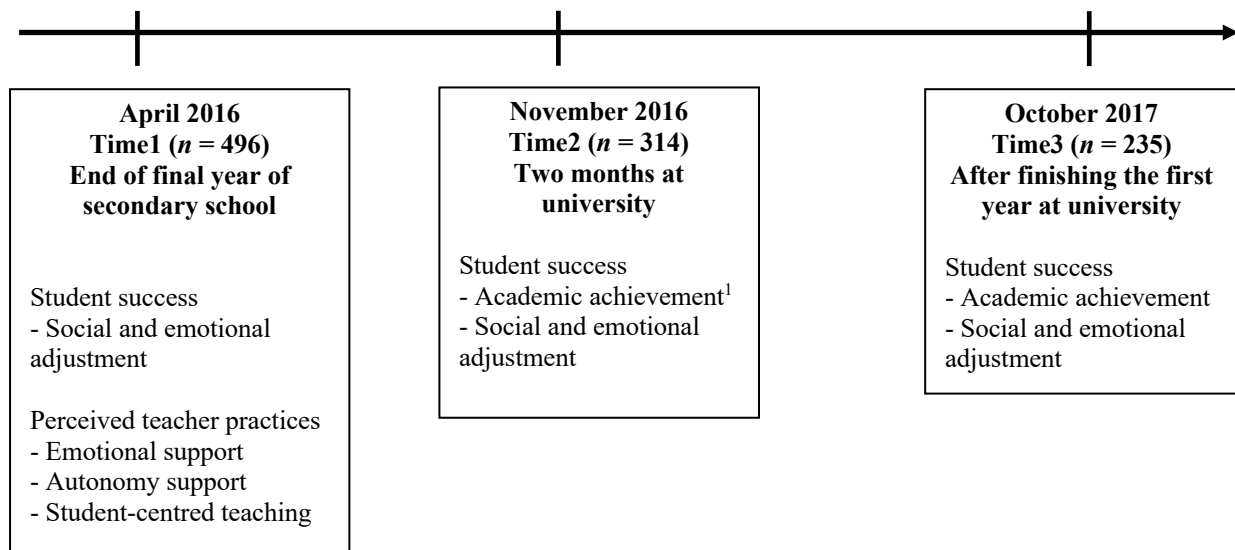 April 2016
Time1 (n = 496)
End of final year of
secondary school
Student success
- Social and emotional
adjustment
Perceived teacher practices
- Emotional support
- Autonomy support
- Student-centred teaching
November 2016
Time2 (n = 314)
Two months at
university
Student success
- Academic achievement¹
- Social and emotional
adjustment
October 2017
Time3 (n = 235)
After finishing the first
year at university
Student success
- Academic achievement
- Social and emotional
adjustment